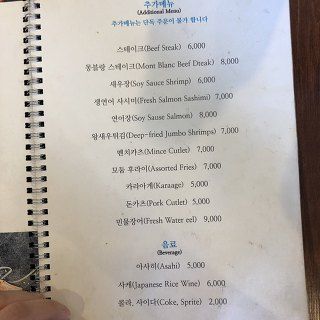 추가메뉴
(Additional Menu)
추가메뉴는 단독 주문이 불가 합니다
스테이크(Beef Steak) 6,000
몽블랑 스테이크(Mont Blanc Beef Dteak) 8,000
새우장(Soy Sauce Shrimp) 6,000
생연어 사시미(Fresh Salmon Sashimi) 7,000
연어장(Soy Sause Salmon) 8,000
왕새우튀김(Deep-fried Jumbo Shrimps) 7,000
멘치가츠(Mince Cutlet) 7,000
모듬 후라이(Assorted Fries) 7,000
카라아게(Karaage) 5,000
돈카츠(Pork Cutlet) 5,000
민물장어(Fresh Water eel) 9,000
음료
(Beverage)
아사히(Asahi) 5,000
사케(Japanese Rice Wine) 6,000
콜라, 사이다(Coke, Sprite) 2,000